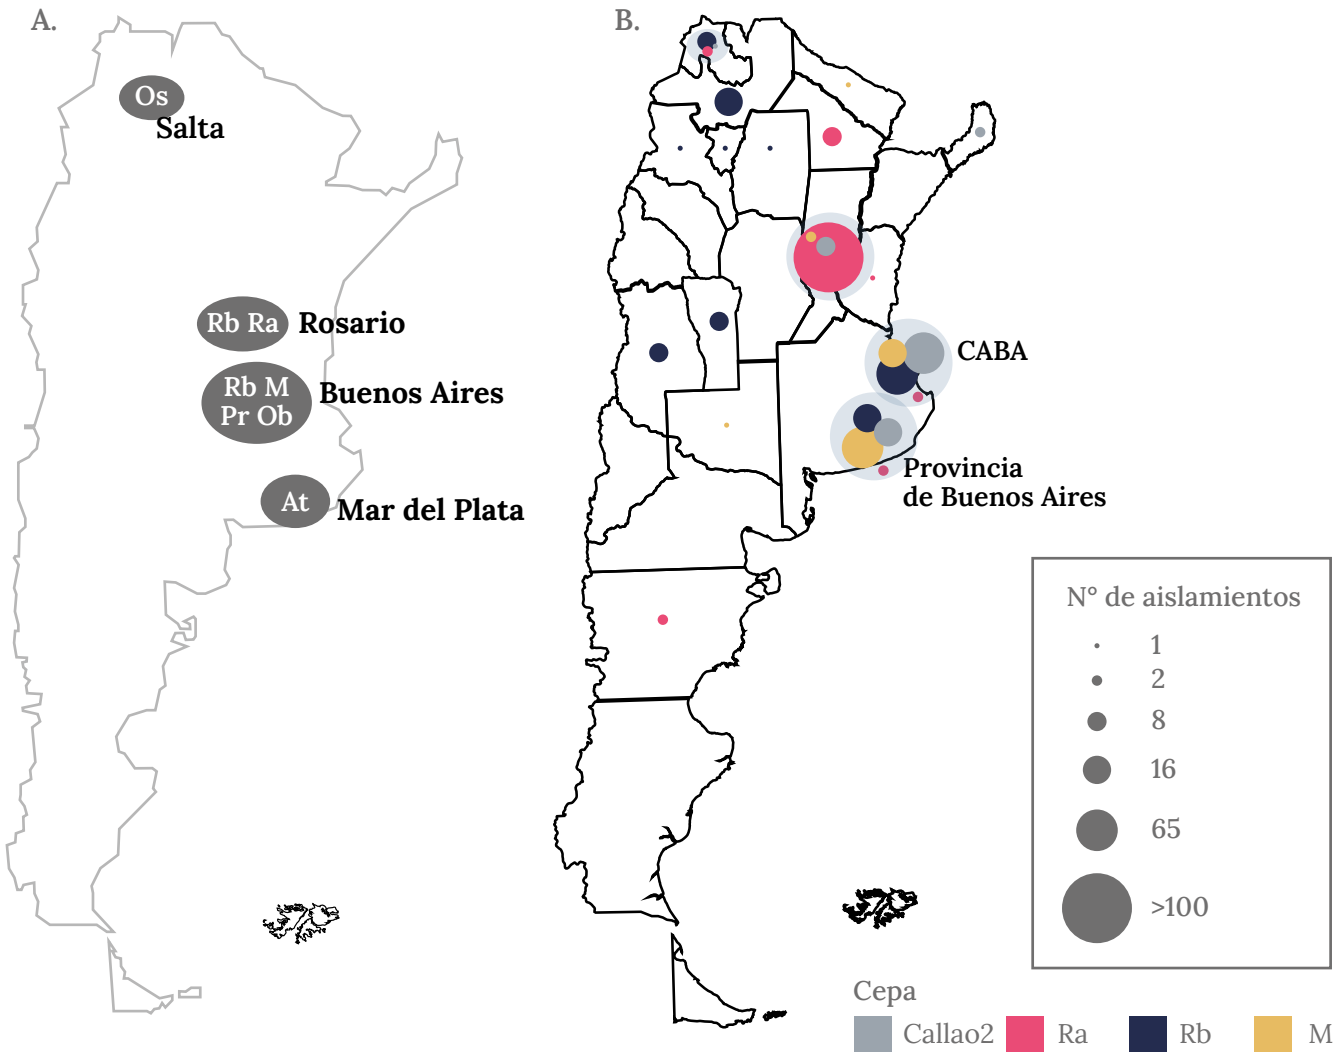 A.
Os
Salta
Rb Ra
Rosario
Rb M
Pr Ob
Buenos Aires
At
Mar del Plata
B.
CABA
Provincia
de Buenos Aires
N° de aislamientos
1
2
8
16
65
>100
Cepa
Callao2
Ra
Rb
M